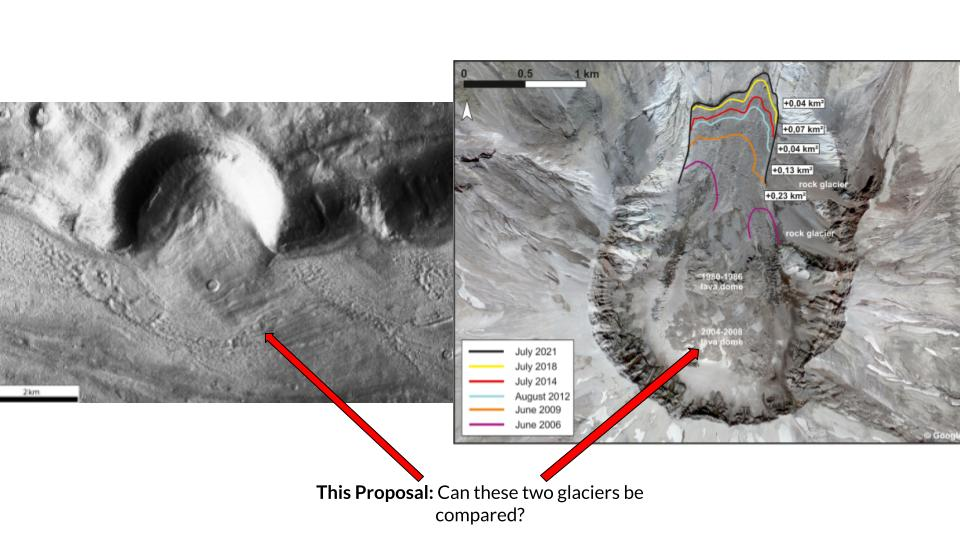 0 0.5 1 km
+0,04 km²
+0,07 km²
+0,04 km²
+0,13 km²
rock glacier
+0,23 km²
rock glacier
1980-1986
lava dome
2004-2008
lava dome
July 2021
July 2018
July 2014
August 2012
June 2009
June 2006
© Google
2km
This Proposal: Can these two glaciers be
compared?